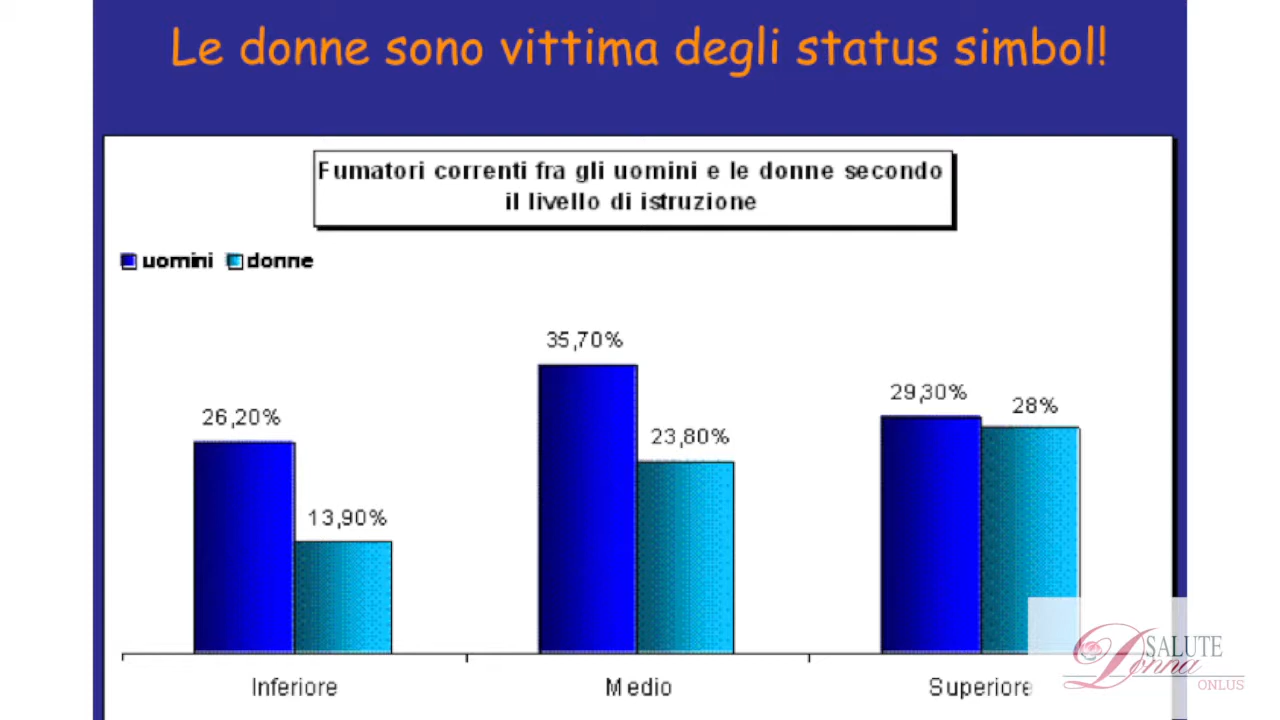 Le donne sono vittima degli status simbol!
Fumatori correnti fra gli uomini e le donne secondo
il livello di istruzione
uomini donne
35,70%
29,30%
28%
26,20%
23,80%
13,90%
Inferiore Medio Superiore
SALUTE
Donna
ONLUS